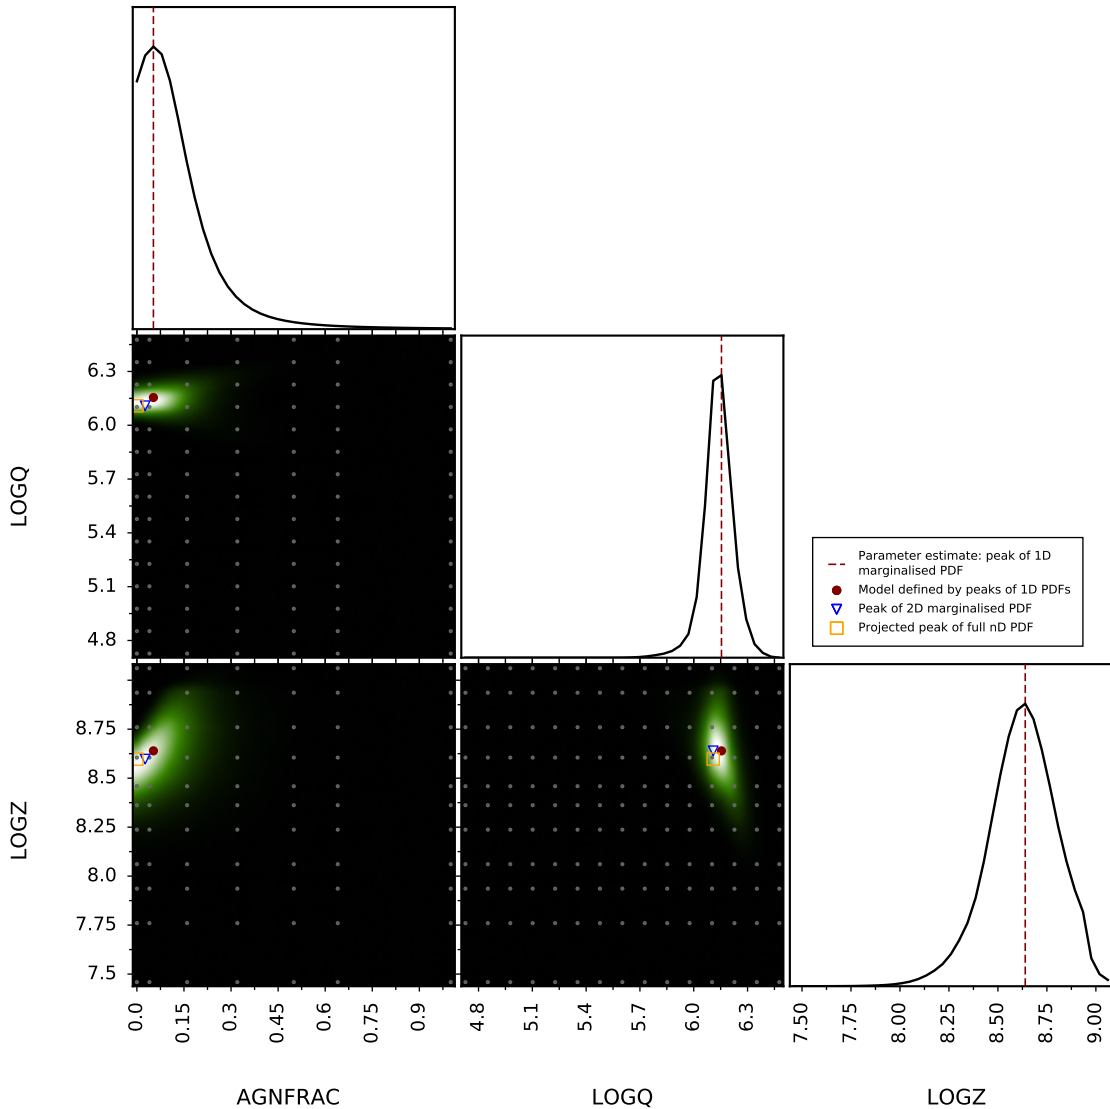 6.3
6.0
5.7
5.4
5.1
4.8
LOGQ
Parameter estimate: peak of 1D
marginalised PDF
Model defined by peaks of 1D PDFs
Peak of 2D marginalised PDF
Projected peak of full nD PDF
8.75
8.5
8.25
8.0
7.75
7.5
LOGZ
0.0 0.15 0.3 0.45 0.6 0.75 0.9
4.8 5.1 5.4 5.7 6.0 6.3
7.50 7.75 8.00 8.25 8.50 8.75 9.00
AGNFRAC LOGQ LOGZ